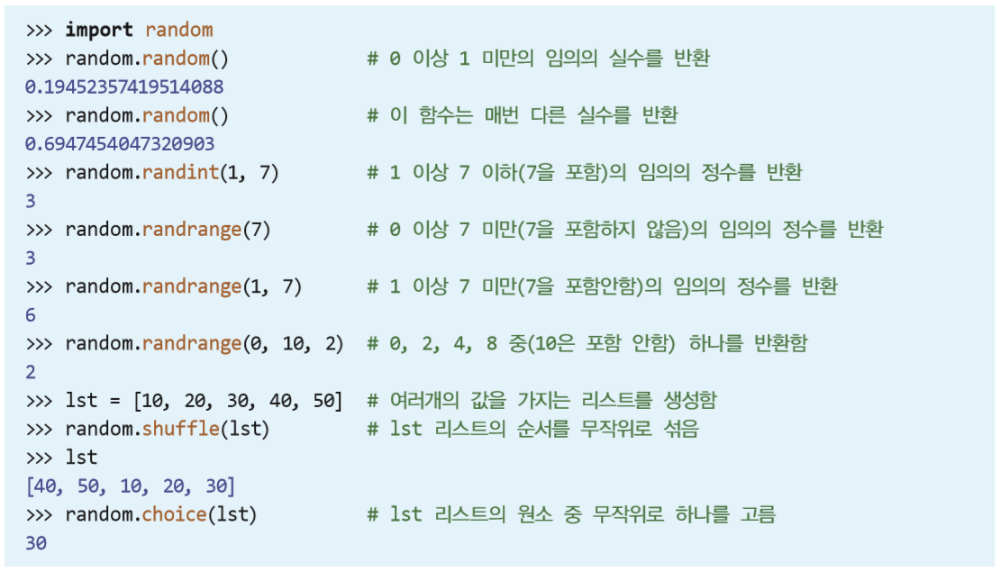 >>> import random
>>> random.random() # 0 이상 1 미만의 임의의 실수를 반환
0.19452357419514088
>>> random.random() # 이 함수는 매번 다른 실수를 반환
0.6947454047320903
>>> random.randint(1, 7) # 1 이상 7 이하(7을 포함)의 임의의 정수를 반환
3
>>> random.randrange(7) # 0 이상 7 미만(7을 포함하지 않음)의 임의의 정수를 반환
3
>>> random.randrange(1, 7) # 1 이상 7 미만(7을 포함안함)의 임의의 정수를 반환
6
>>> random.randrange(0, 10, 2) # 0, 2, 4, 8 중(10은 포함 안함) 하나를 반환함
2
>>> lst = [10, 20, 30, 40, 50] # 여러개의 값을 가지는 리스트를 생성함
>>> random.shuffle(lst) # lst 리스트의 순서를 무작위로 섞음
>>> lst
[40, 50, 10, 20, 30]
>>> random.choice(lst) # lst 리스트의 원소 중 무작위로 하나를 고름
30